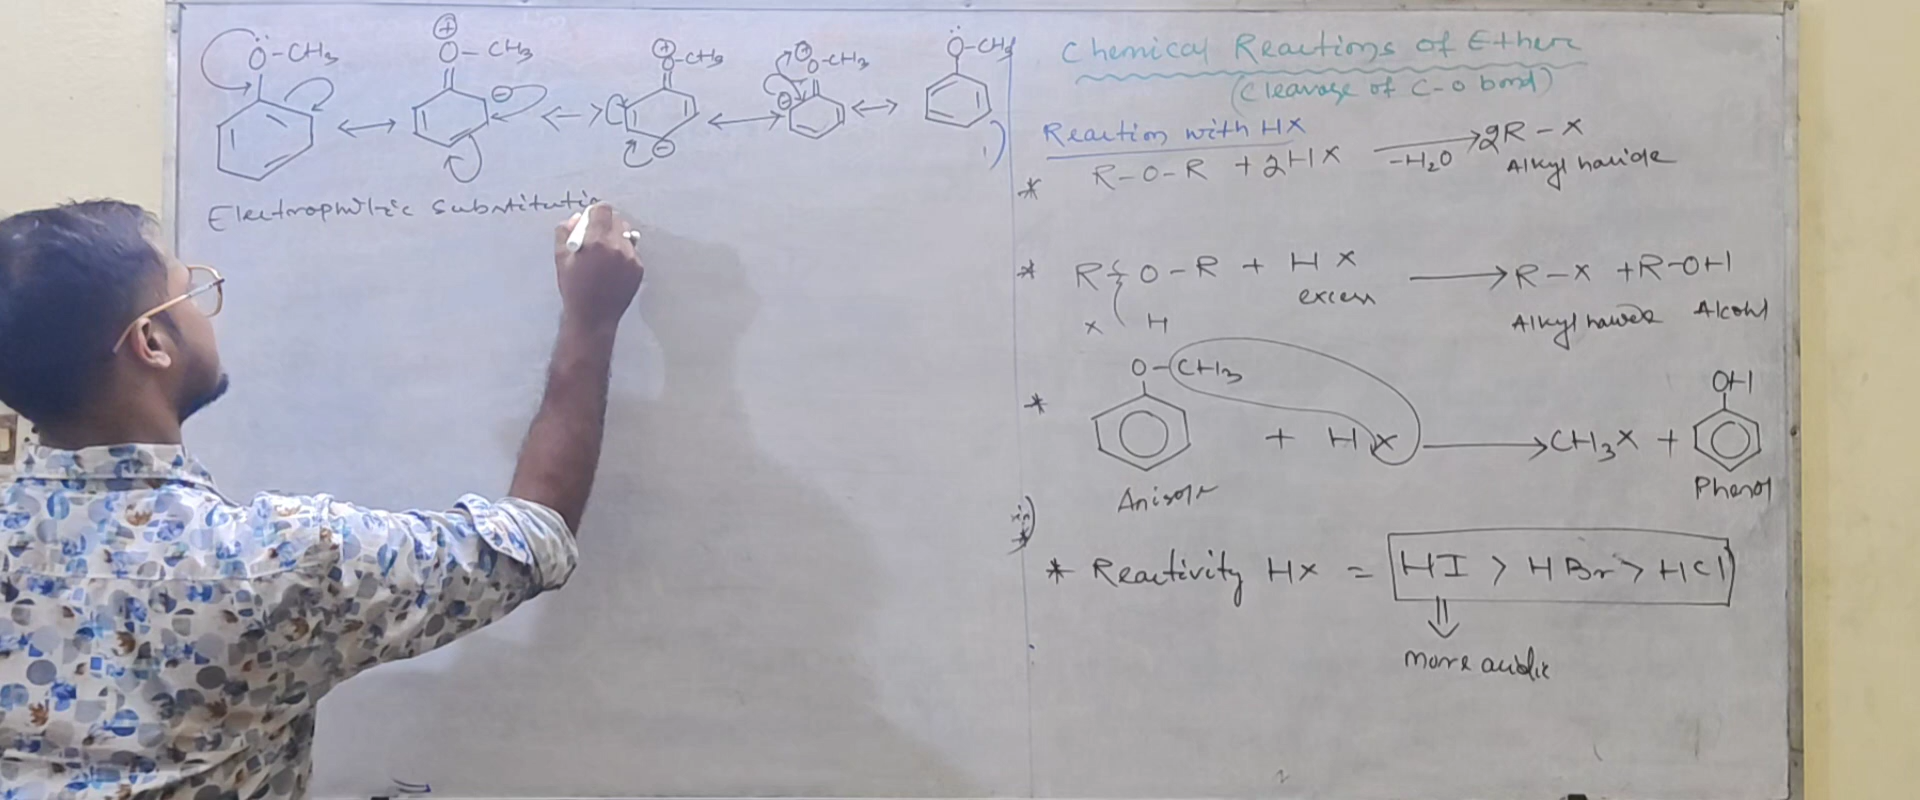 Ö-CH3 ⊕O-CH3 ⊕O-CH3 ⊕O-CH3 Ö-CH3
⊖ ⊖ ⊖
Electrophilic Substitutio
Chemical Reactions of Ether
(Cleavage of C-O bond)
1) Reaction with HX
* R-O-R + 2HX → 2R-X
-H2O
Alkyl halide
* R-O-R + HX → R-X + R-OH
excess
X H
Alkyl halide Alcohol
* O-CH3 + HX → CH3X + OH
Anisole Phenol
* Reactivity HX = HI > HBr > HCl
⇓
more acidic